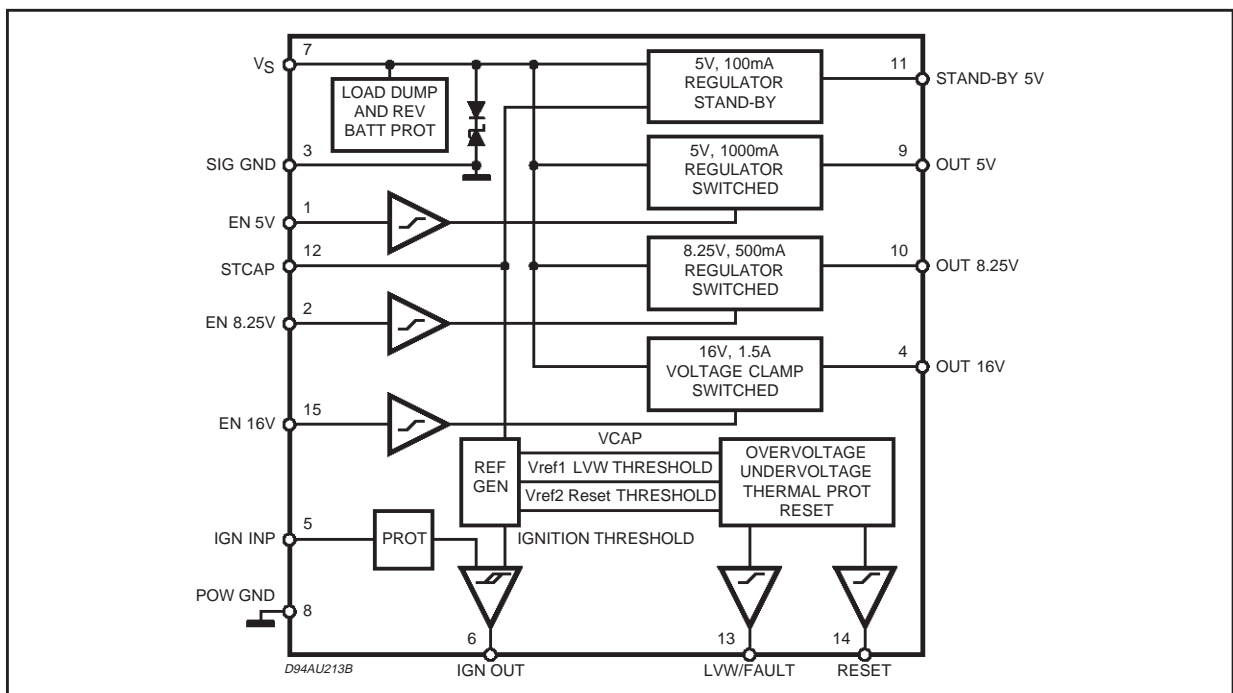 7
VS
LOAD DUMP
AND REV
BATT PROT
5V, 100mA
REGULATOR
STAND-BY
11
STAND-BY 5V
3
SIG GND
5V, 1000mA
REGULATOR
SWITCHED
9
OUT 5V
1
EN 5V
12
STCAP
8.25V, 500mA
REGULATOR
SWITCHED
10
OUT 8.25V
2
EN 8.25V
16V, 1.5A
VOLTAGE CLAMP
SWITCHED
4
OUT 16V
15
EN 16V
REF
GEN
VCAP
Vref1 LVW THRESHOLD
Vref2 Reset THRESHOLD
OVERVOLTAGE
UNDERVOLTAGE
THERMAL PROT
RESET
5
IGN INP
PROT
IGNITION THRESHOLD
POW GND
8
6
13
14
D94AU213B
IGN OUT
LVW/FAULT
RESET